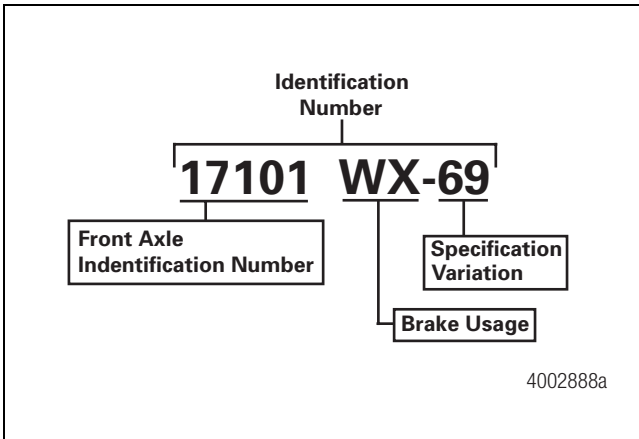 Identification
Number
17101 WX-69
Front Axle
Indentification Number
Specification
Variation
Brake Usage
4002888a